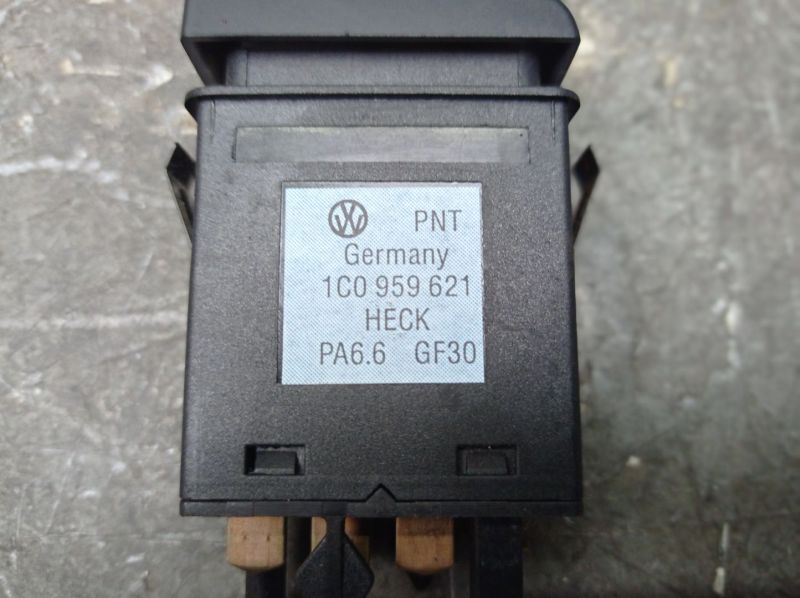 PNT
Germany
1C0 959 621
HECK
PA6.6 GF30